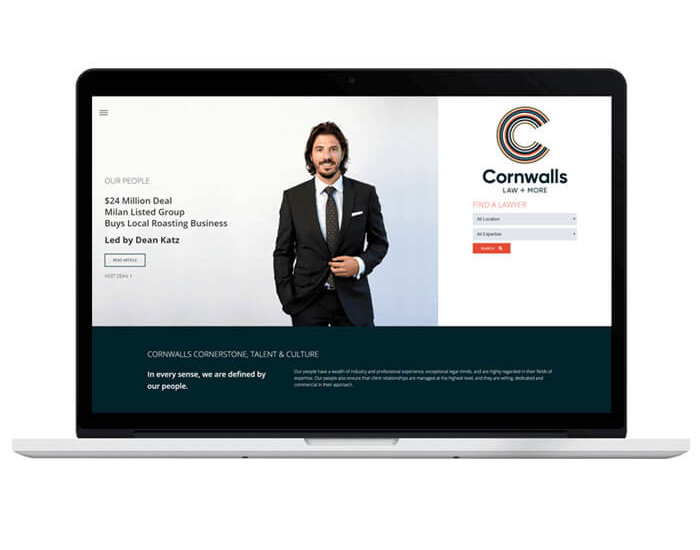 OUR PEOPLE
$24 Million Deal
Milan Listed Group
Buys Local Roasting Business
Led by Dean Katz
READ ARTICLE
MEET DEAN
Cornwalls
LAW + MORE
FIND A LAWYER
All Location
All Expertise
SEARCH
CORNWALLS CORNERSTONE, TALENT & CULTURE
In every sense, we are defined by
our people.
Our people have a wealth of industry and professional experience, exceptional legal minds, and are highly regarded in their fields of
expertise. Our people also ensure that client relationships are managed at the highest level, and they are willing, dedicated and
commercial in their approach.